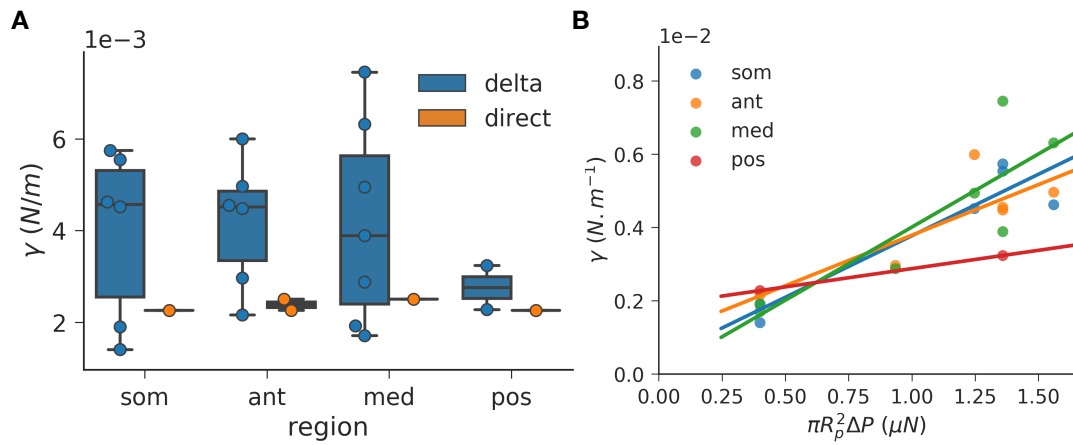 A
1e−3
γ (N/m)
6
4
2
delta
direct
som ant med pos
region
B
1e−2
γ (N.m⁻¹)
0.8
0.6
0.4
0.2
0.0
som
ant
med
pos
0.00 0.25 0.50 0.75 1.00 1.25 1.50
πR_p²ΔP (μN)